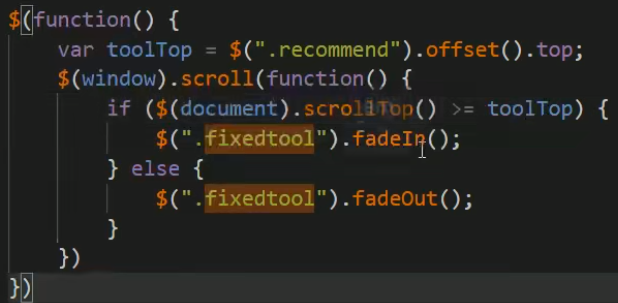 $(function() {
    var toolTop = $(".recommend").offset().top;
    $(window).scroll(function() {
        if ($(document).scrollTop() >= toolTop) {
            $(".fixedtool").fadeIn();
        } else {
            $(".fixedtool").fadeOut();
        }
    })
})